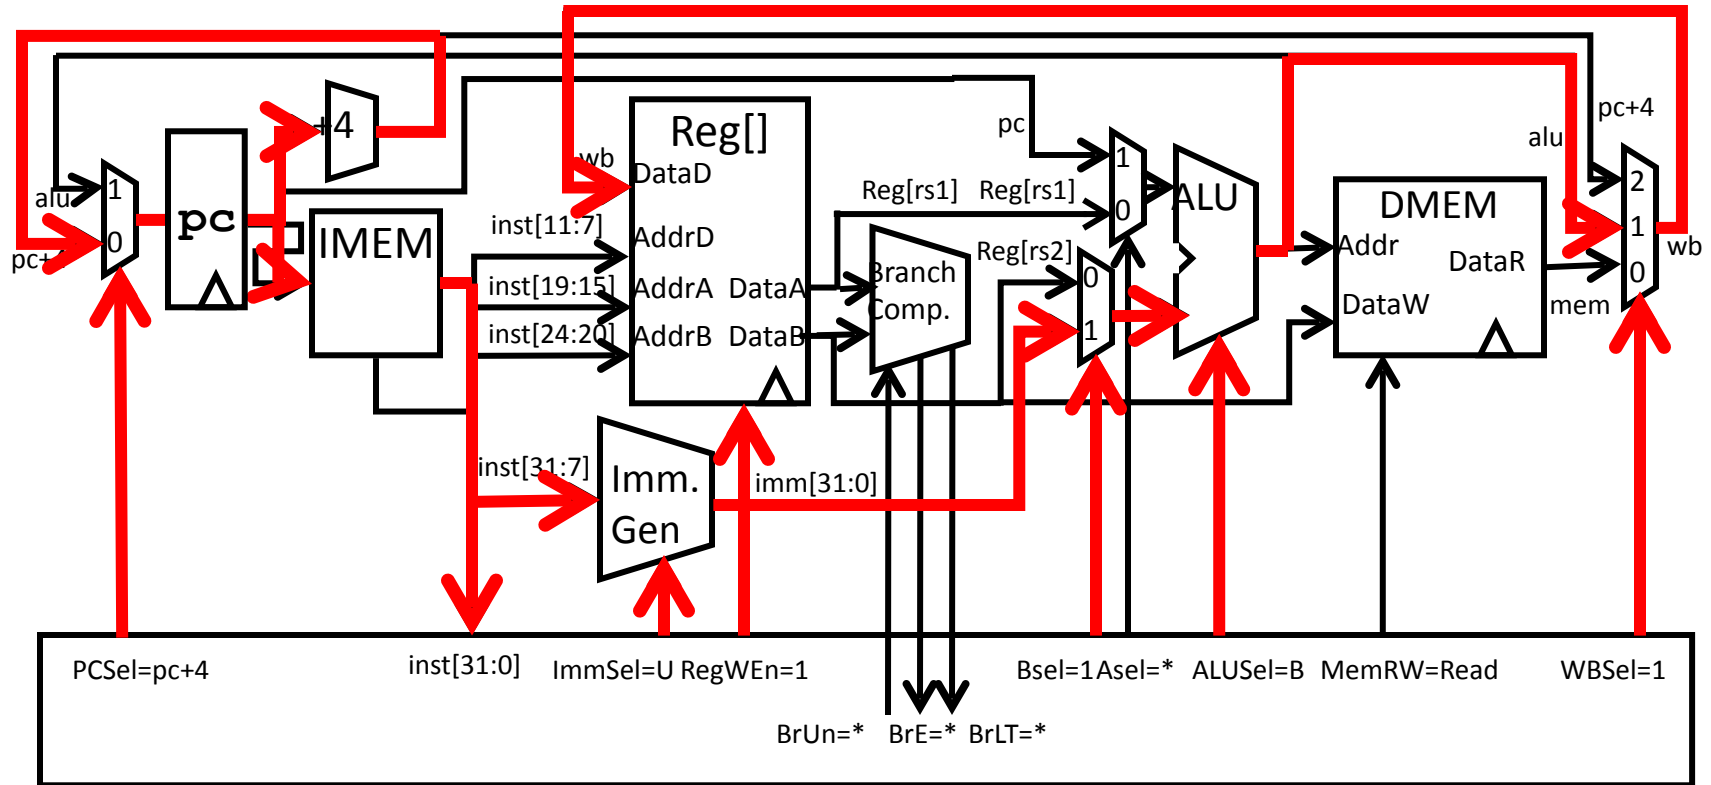 pc+4
alu
wb
+4
Reg[]
DataD
pc
1
alu
1
0
pc+4
pc
IMEM
inst[11:7]
AddrD
inst[19:15]
AddrA DataA
inst[24:20]
AddrB DataB
Reg[rs1] Reg[rs1]
Reg[rs2]
Branch
Comp.
1
0
0
1
ALU
DMEM
Addr
DataR
DataW
mem
2
1
0
wb
inst[31:7]
Imm.
Gen
imm[31:0]
PCSel=pc+4
inst[31:0]
ImmSel=U RegWEn=1
Bsel=1Asel=*
ALUSel=B
MemRW=Read
WBSel=1
BrUn=* BrE=* BrLT=*